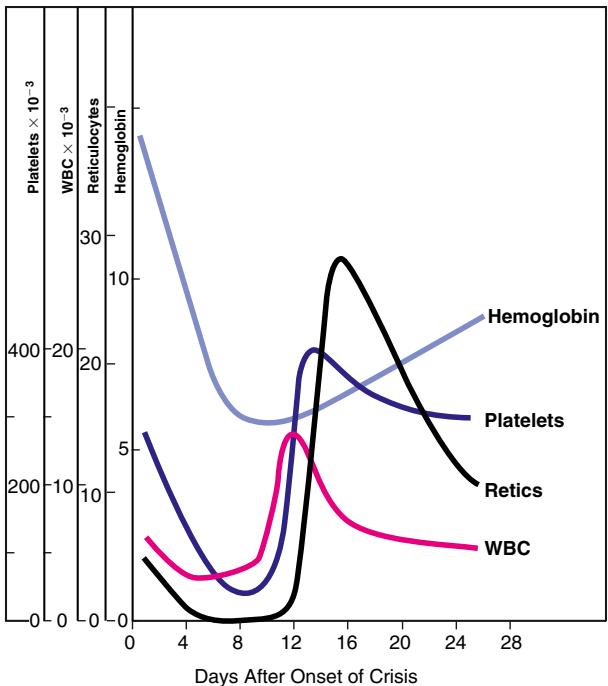 Platelets × 10⁻³
WBC × 10⁻³
Reticulocytes
Hemoglobin
30
10
Hemoglobin
400 20 20
Platelets
5
200 10 10
Retics
WBC
0 0 0 0
0 4 8 12 16 20 24 28
Days After Onset of Crisis